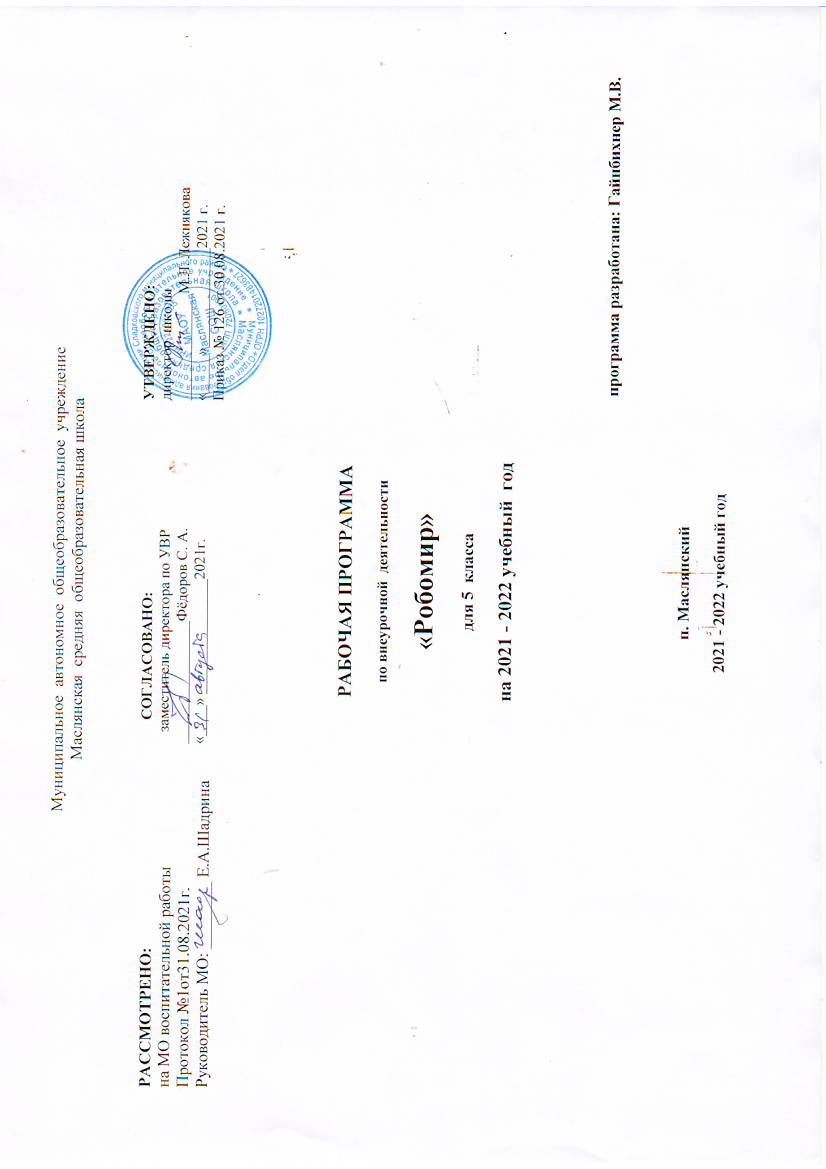 Муниципальное автономное общеобразовательное учреждение
Маслянская средняя общеобразовательная школа
РАССМОТРЕНО:
на МО воспитательной работы
Протокол №1от31.08.2021г.
Руководитель МО: Е.А.Шадрина
СОГЛАСОВАНО:
заместитель директора по УВР
Фёдоров С. А.
« 31 » августа 2021г.
УТВЕРЖДЕНО:
директор школы
Лежнякова
« » 2021 г.
Приказ № 126 от 30.08.2021 г.
РАБОЧАЯ ПРОГРАММА
по внеурочной деятельности
«Робомир»
для 5 класса
на 2021 - 2022 учебный год
программа разработана: Гайнбихнер М.В.
п. Маслянский
2021 - 2022 учебный год